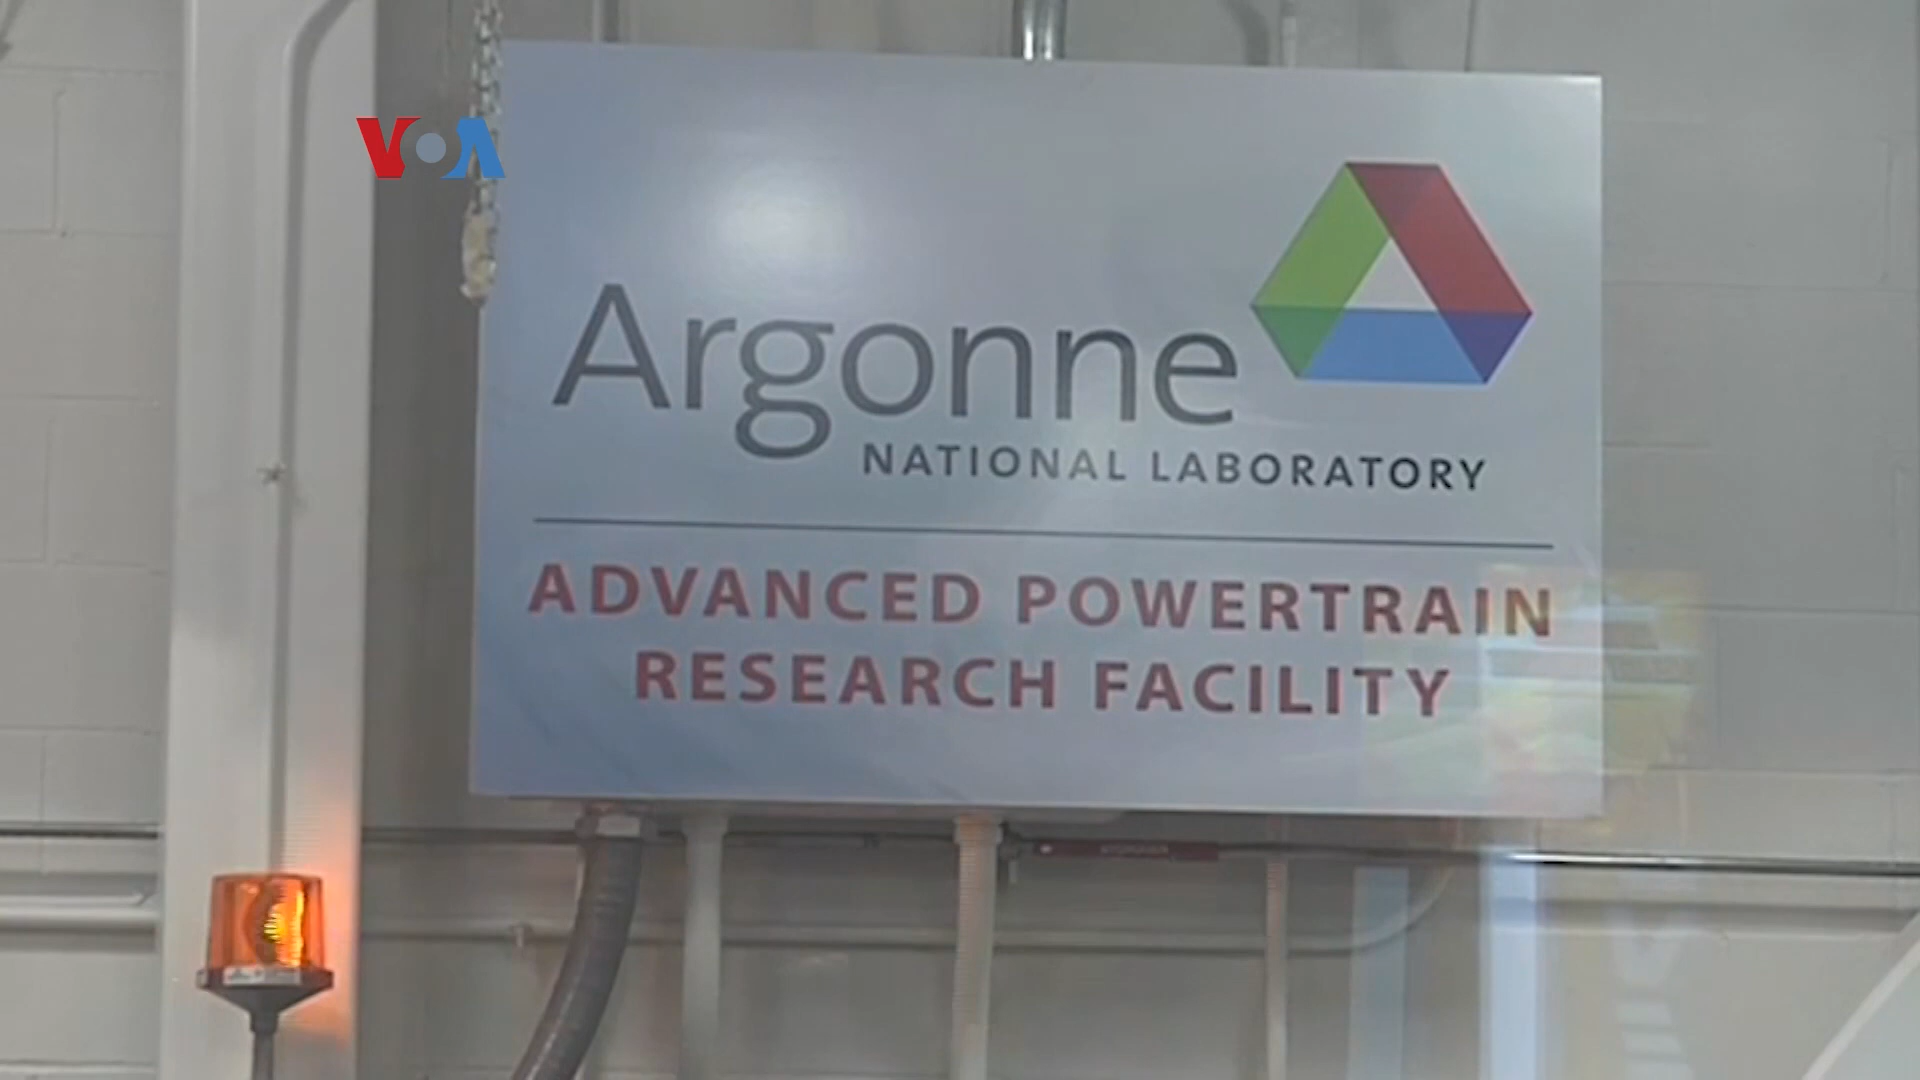 VOA
Argonne
NATIONAL LABORATORY
ADVANCED POWERTRAIN
RESEARCH FACILITY